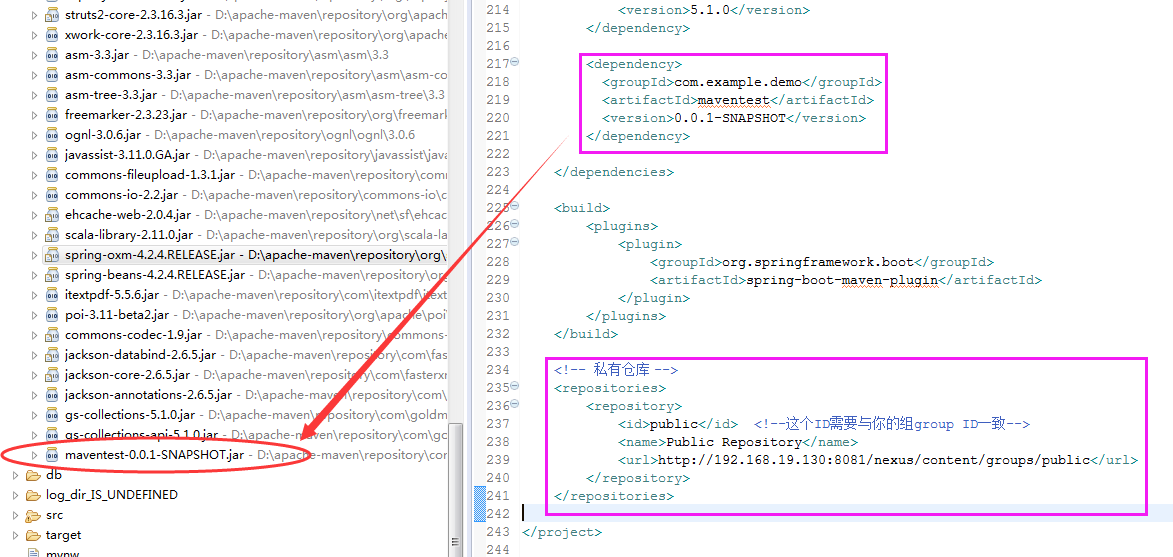 struts2-core-2.3.16.3.jar - D:\apache-maven\repository\org\apach
xwork-core-2.3.16.3.jar - D:\apache-maven\repository\org\apache
asm-3.3.jar - D:\apache-maven\repository\asm\asm\3.3
asm-commons-3.3.jar - D:\apache-maven\repository\asm\asm-co
asm-tree-3.3.jar - D:\apache-maven\repository\asm\asm-tree\3.3
freemarker-2.3.23.jar - D:\apache-maven\repository\org\freemark
ognl-3.0.6.jar - D:\apache-maven\repository\ognl\ognl\3.0.6
javassist-3.11.0.GA.jar - D:\apache-maven\repository\javassist\jav
commons-fileupload-1.3.1.jar - D:\apache-maven\repository\com
commons-io-2.2.jar - D:\apache-maven\repository\commons-io\c
ehcache-web-2.0.4.jar - D:\apache-maven\repository\net\sf\ehcac
scala-library-2.11.0.jar - D:\apache-maven\repository\org\scala-la
spring-oxm-4.2.4.RELEASE.jar - D:\apache-maven\repository\org\
spring-beans-4.2.4.RELEASE.jar - D:\apache-maven\repository\org
itextpdf-5.5.6.jar - D:\apache-maven\repository\com\itextpdf\itext
poi-3.11-beta2.jar - D:\apache-maven\repository\org\apache\poi
commons-codec-1.9.jar - D:\apache-maven\repository\commons-
jackson-databind-2.6.5.jar - D:\apache-maven\repository\com\fas
jackson-core-2.6.5.jar - D:\apache-maven\repository\com\fasterxn
jackson-annotations-2.6.5.jar - D:\apache-maven\repository\com\
gs-collections-5.1.0.jar - D:\apache-maven\repository\com\goldm
gs-collections-api-5.1.0.jar - D:\apache-maven\repository\com\gc
maventest-0.0.1-SNAPSHOT.jar - D:\apache-maven\repository\cor
db
log_dir_IS_UNDEFINED
src
target
mvnw
214 <version>5.1.0</version>
215 </dependency>
216
217 <dependency>
218 <groupId>com.example.demo</groupId>
219 <artifactId>maventest</artifactId>
220 <version>0.0.1-SNAPSHOT</version>
221 </dependency>
222
223 </dependencies>
224
225 <build>
226 <plugins>
227 <plugin>
228 <groupId>org.springframework.boot</groupId>
229 <artifactId>spring-boot-maven-plugin</artifactId>
230 </plugin>
231 </plugins>
232 </build>
233
234 <!-- 私有仓库 -->
235 <repositories>
236 <repository>
237 <id>public</id> <!--这个ID需要与你的组group ID一致-->
238 <name>Public Repository</name>
239 <url>http://192.168.19.130:8081/nexus/content/groups/public</url>
240 </repository>
241 </repositories>
242
243 </project>
244